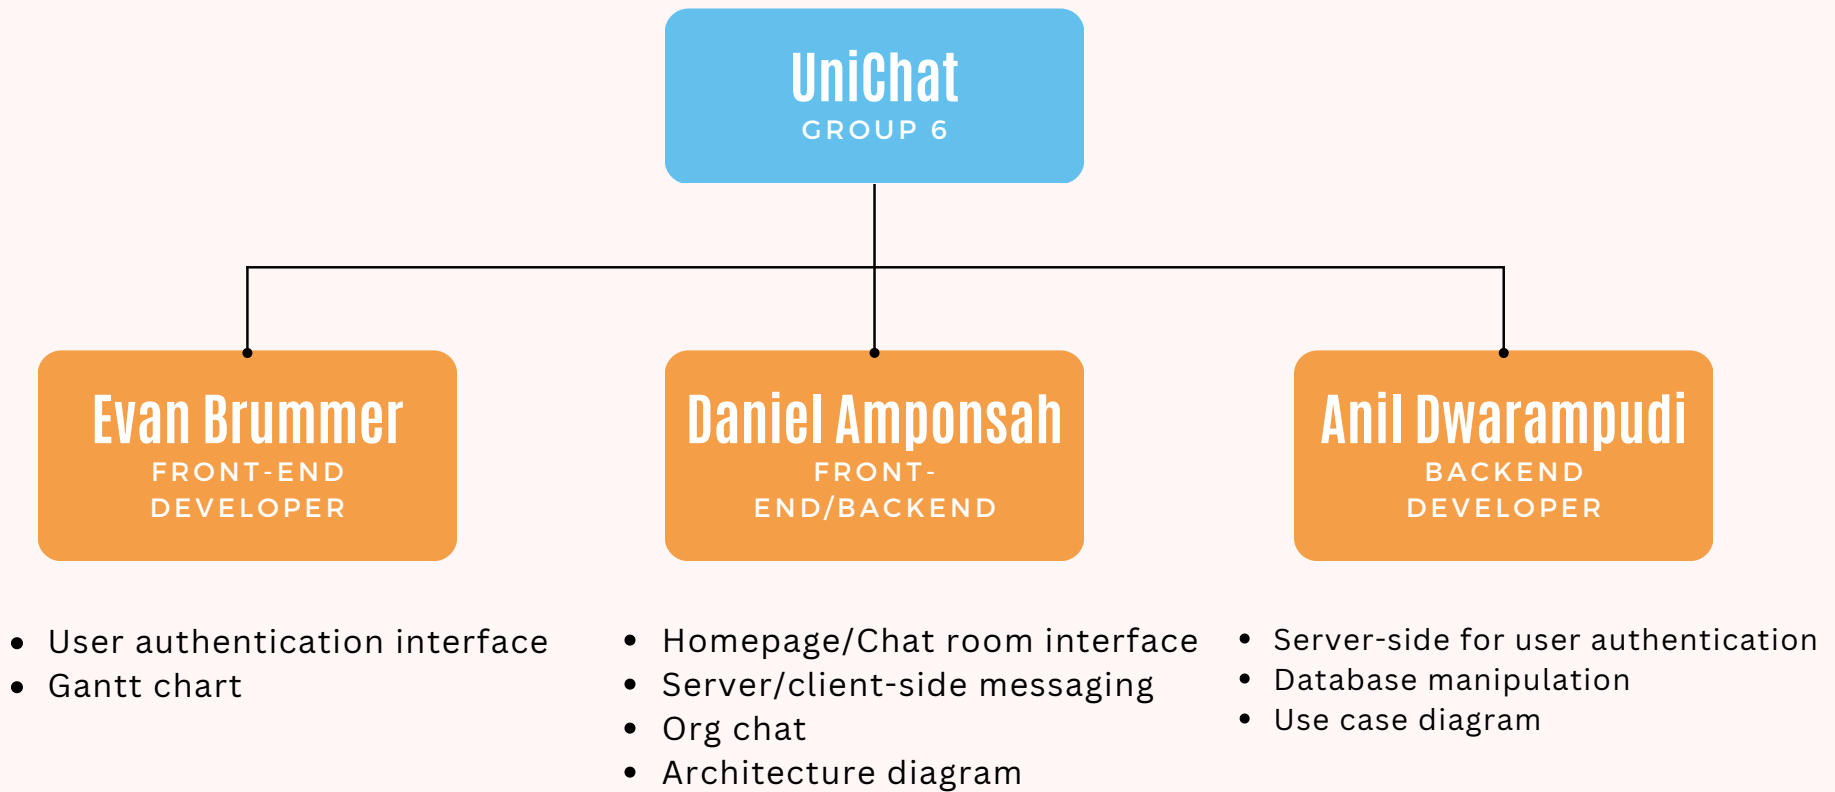 UniChat
GROUP 6
Evan Brummer
FRONT-END
DEVELOPER
Daniel Amponsah
FRONT-
END/BACKEND
Anil Dwarampudi
BACKEND
DEVELOPER
• User authentication interface
• Gantt chart
• Homepage/Chat room interface
• Server/client-side messaging
• Org chat
• Architecture diagram
• Server-side for user authentication
• Database manipulation
• Use case diagram